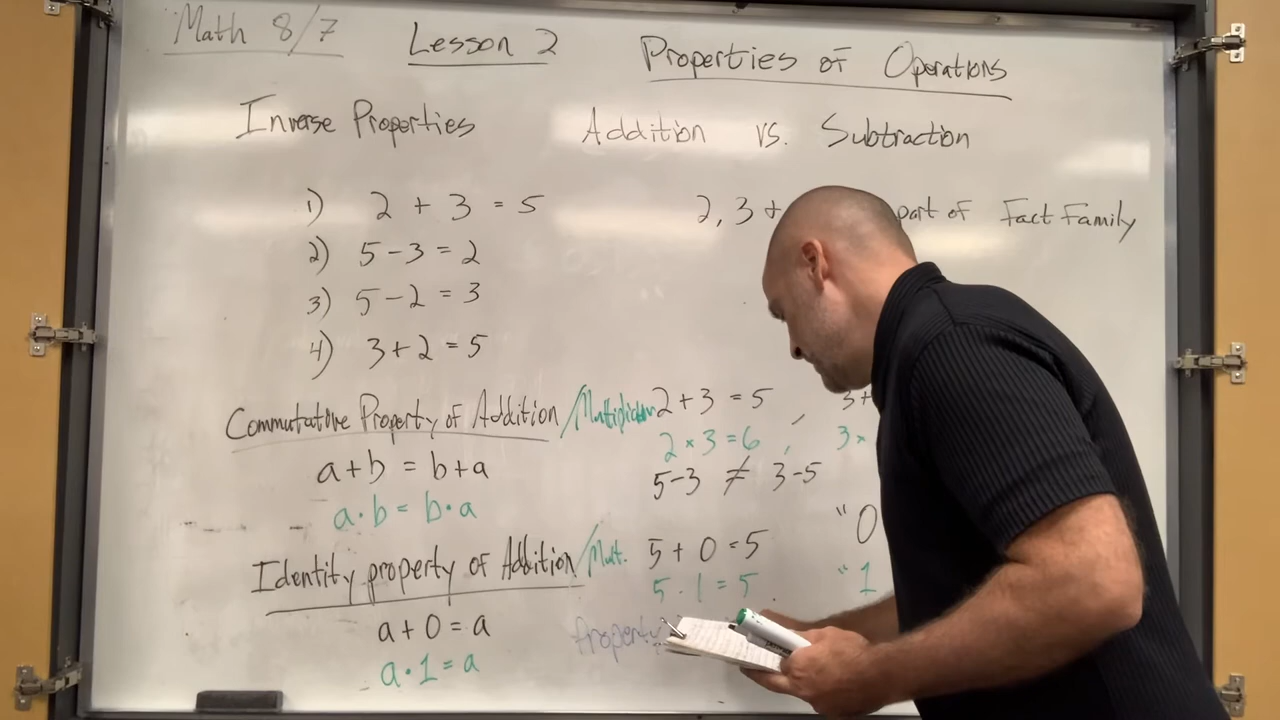 Math 8/7 Lesson 2 Properties of Operations
Inverse Properties Addition vs. Subtraction
1) 2 + 3 = 5 2, 3 + part of Fact Family
2) 5 - 3 = 2
3) 5 - 2 = 3
4) 3 + 2 = 5
Commutative Property of Addition / Multiplication 2 + 3 = 5 , 3 +
2 x 3 = 6 , 3 x
a + b = b + a 5 - 3 ≠ 3 - 5
a · b = b · a
Identity property of Addition / Mult. 5 + 0 = 5 "0
5 · 1 = 5 "1
a + 0 = a Property
a · 1 = a